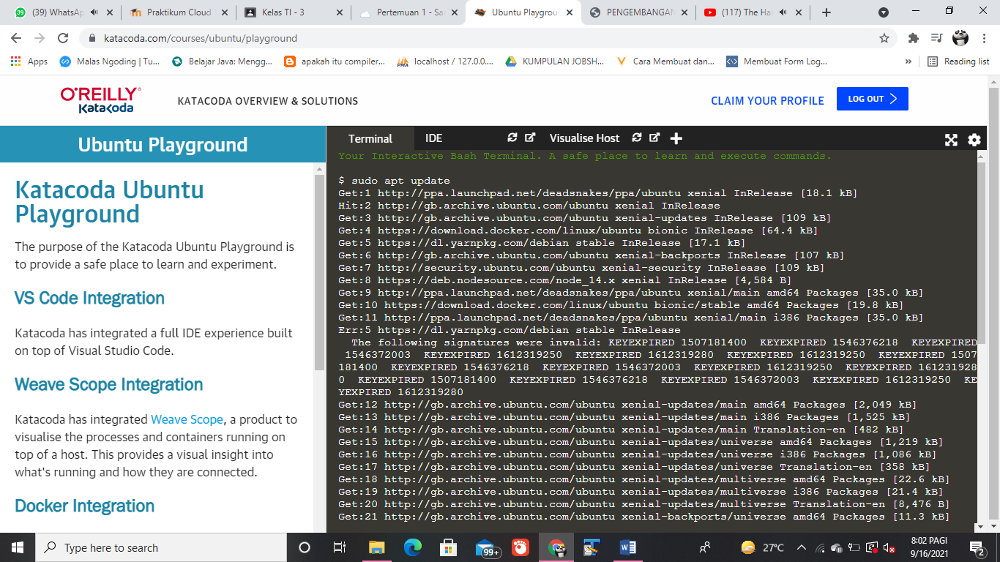 (39) WhatsAp
Praktikum Cloud
Kelas TI - 3
Pertemuan 1 - Sa
Ubuntu Playgroun
PENGEMBANGAN
(117) The Ha
katacoda.com/courses/ubuntu/playground
Apps
Malas Ngoding | Tu...
Belajar Java: Mengg...
apakah itu compiler...
localhost / 127.0.0....
KUMPULAN JOBSH...
Cara Membuat dan...
Membuat Form Log...
»
Reading list
O'REILLY
Katacoda
KATACODA OVERVIEW & SOLUTIONS
CLAIM YOUR PROFILE
LOG OUT
Ubuntu Playground
Katacoda Ubuntu
Playground
The purpose of the Katacoda Ubuntu Playground is
to provide a safe place to learn and experiment.
VS Code Integration
Katacoda has integrated a full IDE experience built
on top of Visual Studio Code.
Weave Scope Integration
Katacoda has integrated Weave Scope, a product to
visualise the processes and containers running on
top of a host. This provides a visual insight into
what's running and how they are connected.
Docker Integration
Terminal
IDE
Visualise Host
Your Interactive Bash Terminal. A safe place to learn and execute commands.
$ sudo apt update
Get:1 http://ppa.launchpad.net/deadsnakes/ppa/ubuntu xenial InRelease [18.1 kB]
Hit:2 http://gb.archive.ubuntu.com/ubuntu xenial InRelease
Get:3 http://gb.archive.ubuntu.com/ubuntu xenial-updates InRelease [109 kB]
Get:4 https://download.docker.com/linux/ubuntu bionic InRelease [64.4 kB]
Get:5 https://dl.yarnpkg.com/debian stable InRelease [17.1 kB]
Get:6 http://gb.archive.ubuntu.com/ubuntu xenial-backports InRelease [107 kB]
Get:7 http://security.ubuntu.com/ubuntu xenial-security InRelease [109 kB]
Get:8 https://deb.nodesource.com/node_14.x xenial InRelease [4,584 B]
Get:9 http://ppa.launchpad.net/deadsnakes/ppa/ubuntu xenial/main amd64 Packages [35.0 kB]
Get:10 https://download.docker.com/linux/ubuntu bionic/stable amd64 Packages [19.8 kB]
Get:11 http://ppa.launchpad.net/deadsnakes/ppa/ubuntu xenial/main i386 Packages [35.0 kB]
Err:5 https://dl.yarnpkg.com/debian stable InRelease
The following signatures were invalid: KEYEXPIRED 1507181400 KEYEXPIRED 1546376218 KEYEXPIRED
1546372003 KEYEXPIRED 1612319250 KEYEXPIRED 1612319280 KEYEXPIRED 1612319250 KEYEXPIRED 1507
181400 KEYEXPIRED 1546376218 KEYEXPIRED 1546372003 KEYEXPIRED 1612319250 KEYEXPIRED 161231928
0 KEYEXPIRED 1507181400 KEYEXPIRED 1546376218 KEYEXPIRED 1546372003 KEYEXPIRED 1612319250 KE
YEXPIRED 1612319280
Get:12 http://gb.archive.ubuntu.com/ubuntu xenial-updates/main amd64 Packages [2,049 kB]
Get:13 http://gb.archive.ubuntu.com/ubuntu xenial-updates/main i386 Packages [1,525 kB]
Get:14 http://gb.archive.ubuntu.com/ubuntu xenial-updates/main Translation-en [482 kB]
Get:15 http://gb.archive.ubuntu.com/ubuntu xenial-updates/universe amd64 Packages [1,219 kB]
Get:16 http://gb.archive.ubuntu.com/ubuntu xenial-updates/universe i386 Packages [1,086 kB]
Get:17 http://gb.archive.ubuntu.com/ubuntu xenial-updates/universe Translation-en [358 kB]
Get:18 http://gb.archive.ubuntu.com/ubuntu xenial-updates/multiverse amd64 Packages [22.6 kB]
Get:19 http://gb.archive.ubuntu.com/ubuntu xenial-updates/multiverse i386 Packages [21.4 kB]
Get:20 http://gb.archive.ubuntu.com/ubuntu xenial-updates/multiverse Translation-en [8,476 B]
Get:21 http://gb.archive.ubuntu.com/ubuntu xenial-backports/universe amd64 Packages [11.3 kB]
Type here to search
99+
27°C
8:02 PAGI
9/16/2021
2